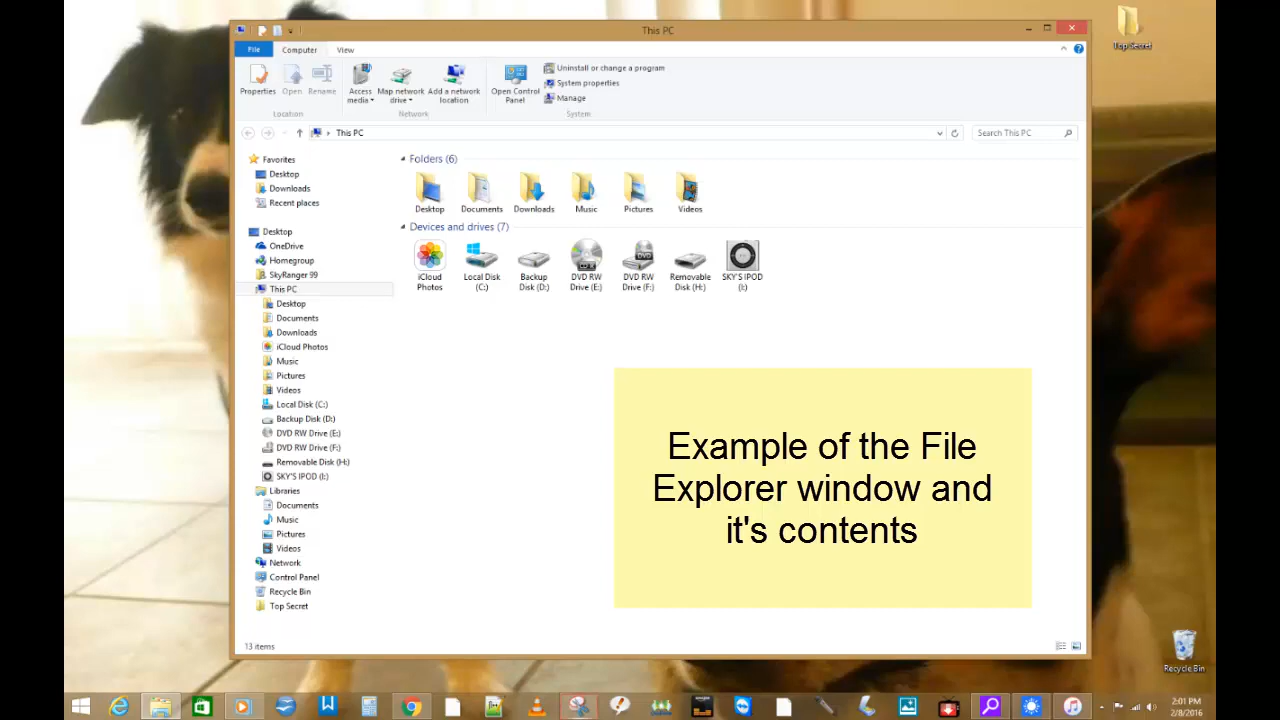 This PC
Top Secret
File
Computer
View
Properties
Open
Rename
Access media
Map network drive
Add a network location
Open Control Panel
Uninstall or change a program
System properties
Manage
Location
Network
System
This PC
Search This PC
Favorites
Desktop
Downloads
Recent places
Desktop
OneDrive
Homegroup
SkyRanger 99
This PC
Desktop
Documents
Downloads
iCloud Photos
Music
Pictures
Videos
Local Disk (C:)
Backup Disk (D:)
DVD RW Drive (E:)
DVD RW Drive (F:)
Removable Disk (H:)
SKY'S IPOD (I:)
Libraries
Documents
Music
Pictures
Videos
Network
Control Panel
Recycle Bin
Top Secret
Folders (6)
Desktop
Documents
Downloads
Music
Pictures
Videos
Devices and drives (7)
iCloud Photos
Local Disk (C:)
Backup Disk (D:)
DVD RW Drive (E:)
DVD RW Drive (F:)
Removable Disk (H:)
SKY'S IPOD (I:)
Example of the File
Explorer window and
it's contents
13 items
Recycle Bin
2:01 PM
2/8/2016